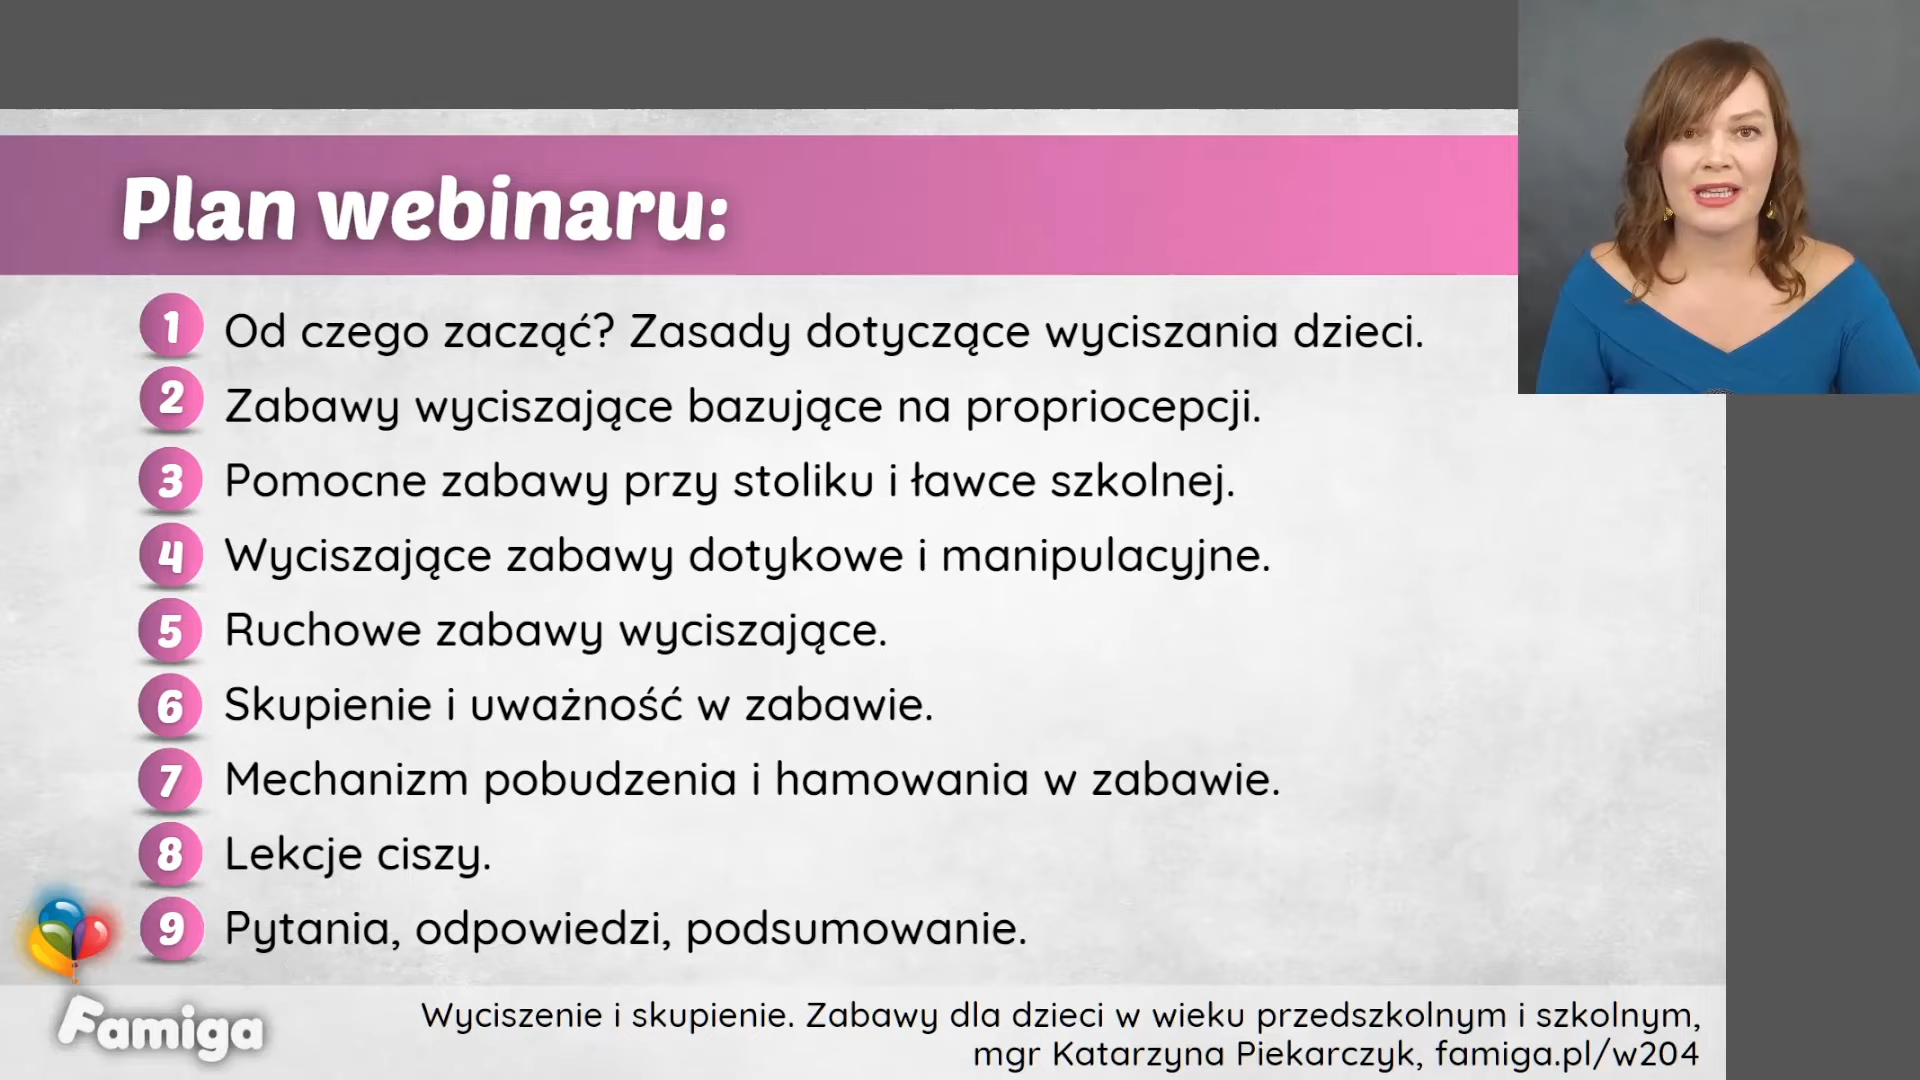 Plan webinaru:
1 Od czego zacząć? Zasady dotyczące wyciszania dzieci.
2 Zabawy wyciszające bazujące na propriocepcji.
3 Pomocne zabawy przy stoliku i ławce szkolnej.
4 Wyciszające zabawy dotykowe i manipulacyjne.
5 Ruchowe zabawy wyciszające.
6 Skupienie i uważność w zabawie.
7 Mechanizm pobudzenia i hamowania w zabawie.
8 Lekcje ciszy.
9 Pytania, odpowiedzi, podsumowanie.
Famiga
Wyciszenie i skupienie. Zabawy dla dzieci w wieku przedszkolnym i szkolnym,
mgr Katarzyna Piekarczyk, famiga.pl/w204